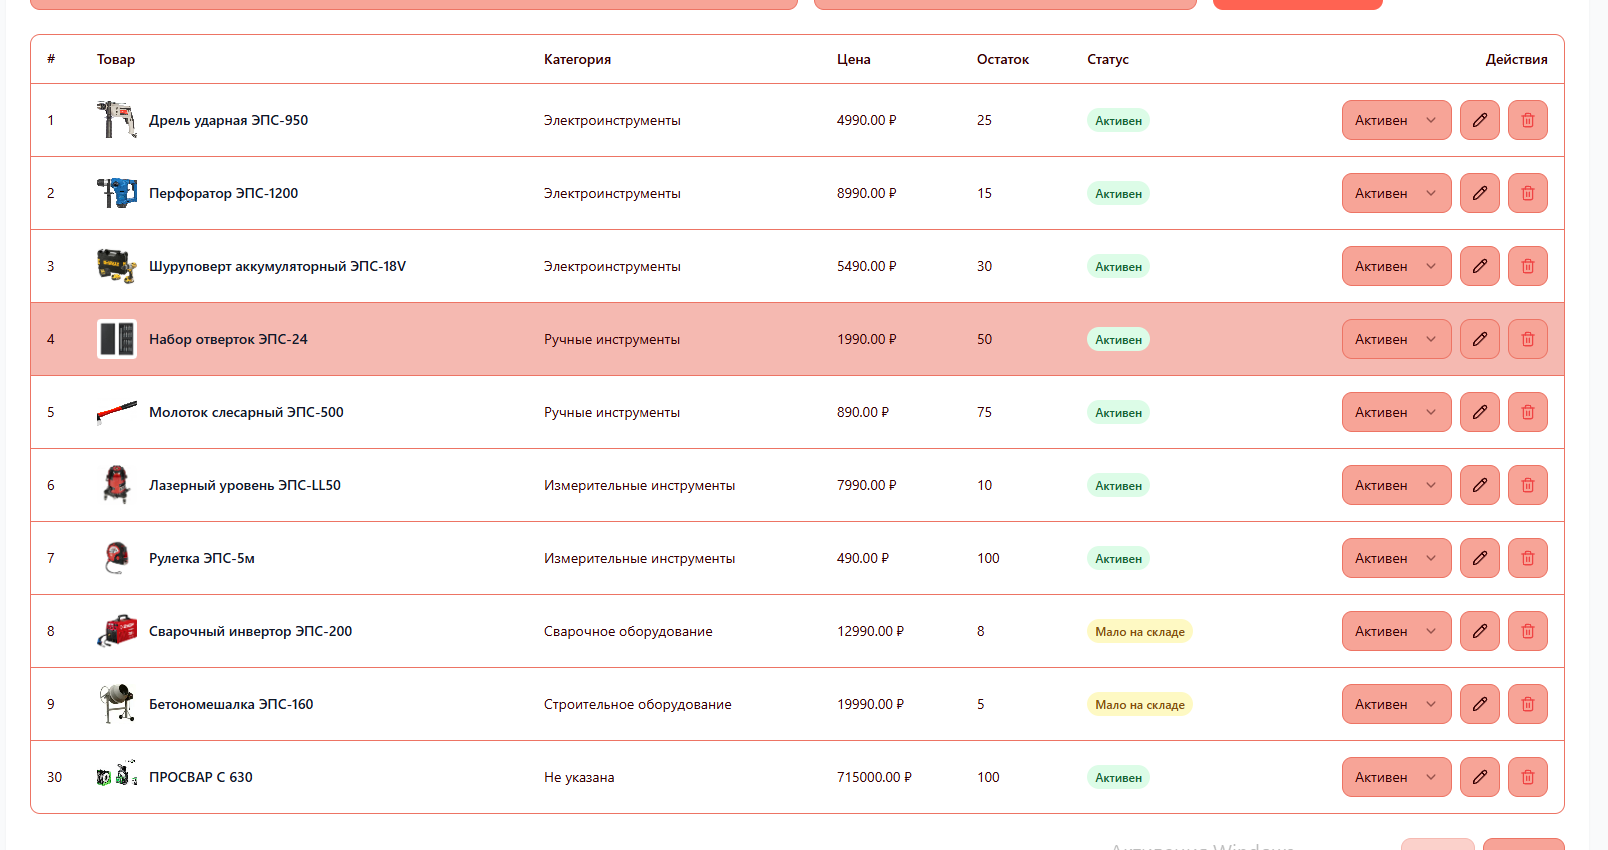 # Товар Категория Цена Остаток Статус Действия
1 Дрель ударная ЭПС-950 Электроинструменты 4990.00 ₽ 25 Активен Активен
2 Перфоратор ЭПС-1200 Электроинструменты 8990.00 ₽ 15 Активен Активен
3 Шуруповерт аккумуляторный ЭПС-18V Электроинструменты 5490.00 ₽ 30 Активен Активен
4 Набор отверток ЭПС-24 Ручные инструменты 1990.00 ₽ 50 Активен Активен
5 Молоток слесарный ЭПС-500 Ручные инструменты 890.00 ₽ 75 Активен Активен
6 Лазерный уровень ЭПС-LL50 Измерительные инструменты 7990.00 ₽ 10 Активен Активен
7 Рулетка ЭПС-5м Измерительные инструменты 490.00 ₽ 100 Активен Активен
8 Сварочный инвертор ЭПС-200 Сварочное оборудование 12990.00 ₽ 8 Мало на складе Активен
9 Бетономешалка ЭПС-160 Строительное оборудование 19990.00 ₽ 5 Мало на складе Активен
30 ПРОСВАР С 630 Не указана 715000.00 ₽ 100 Активен Активен
Активация Windows